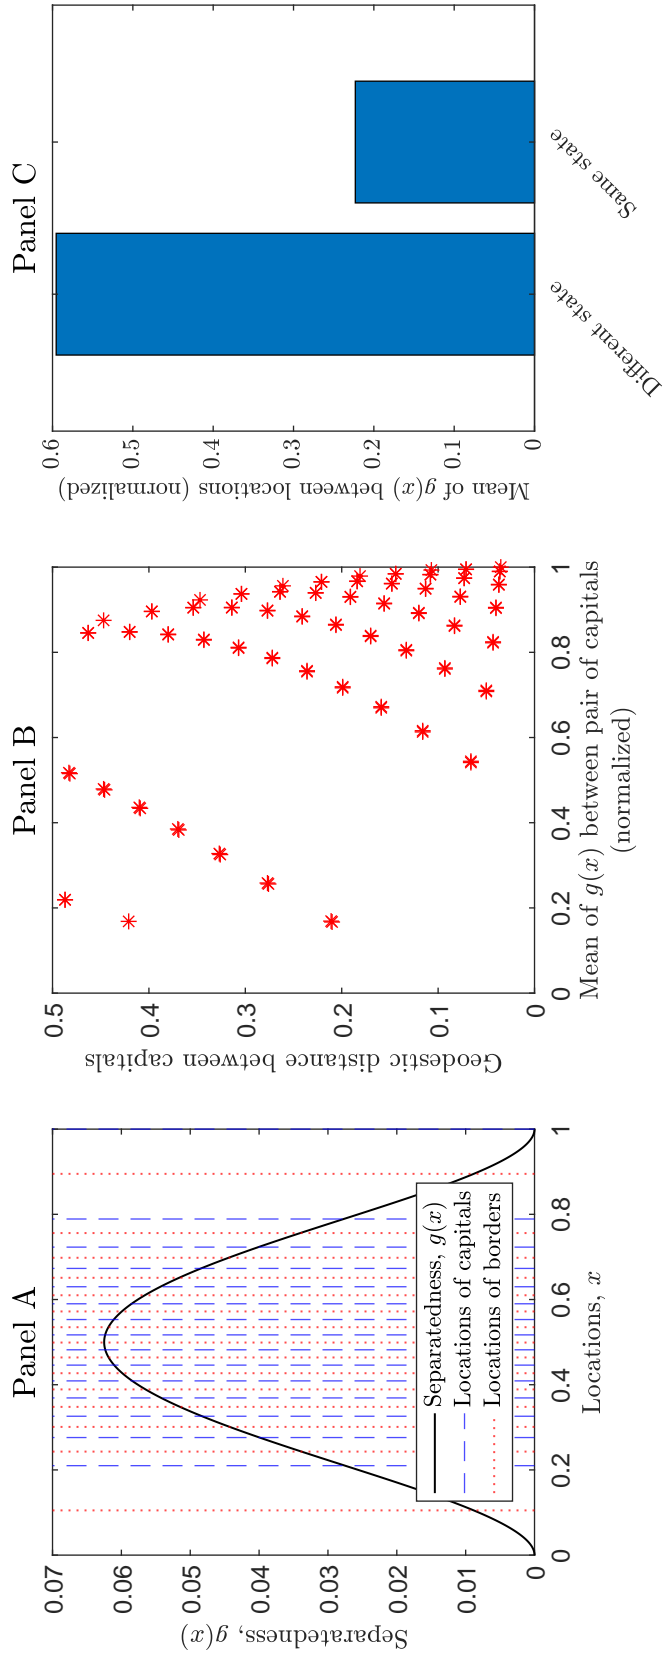 Panel A
Separatedness, g(x)
0.07
0.06
0.05
0.04
0.03
0.02
0.01
0
0 0.2 0.4 0.6 0.8 1
Locations, x
Separatedness, g(x)
Locations of capitals
Locations of borders
Panel B
Geodestic distance between capitals
0.5
0.4
0.3
0.2
0.1
0
0 0.2 0.4 0.6 0.8 1
Mean of g(x) between pair of capitals
(normalized)
Panel C
Mean of g(x) between locations (normalized)
0.6
0.5
0.4
0.3
0.2
0.1
0
Different state
Same state